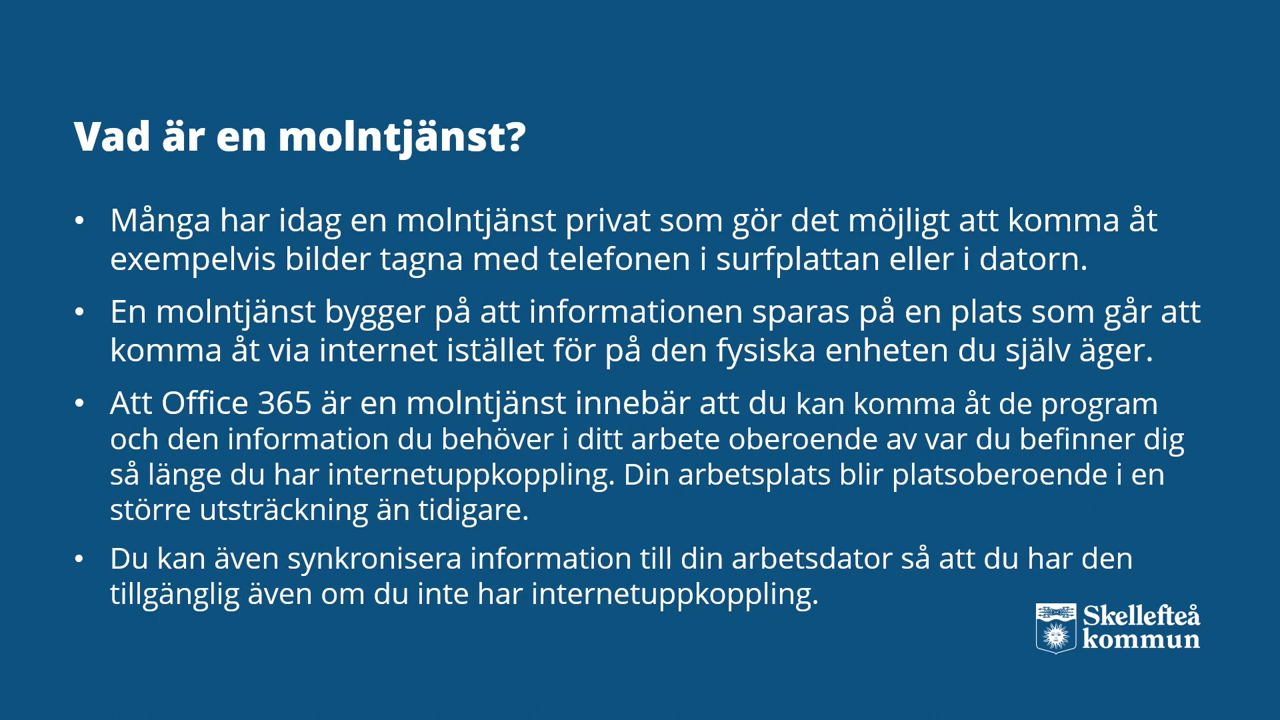 Vad är en molntjänst?
• Många har idag en molntjänst privat som gör det möjligt att komma åt
exempelvis bilder tagna med telefonen i surfplattan eller i datorn.
• En molntjänst bygger på att informationen sparas på en plats som går att
komma åt via internet istället för på den fysiska enheten du själv äger.
• Att Office 365 är en molntjänst innebär att du kan komma åt de program
och den information du behöver i ditt arbete oberoende av var du befinner dig
så länge du har internetuppkoppling. Din arbetsplats blir platsoberoende i en
större utsträckning än tidigare.
• Du kan även synkronisera information till din arbetsdator så att du har den
tillgänglig även om du inte har internetuppkoppling.
Skellefteå
kommun